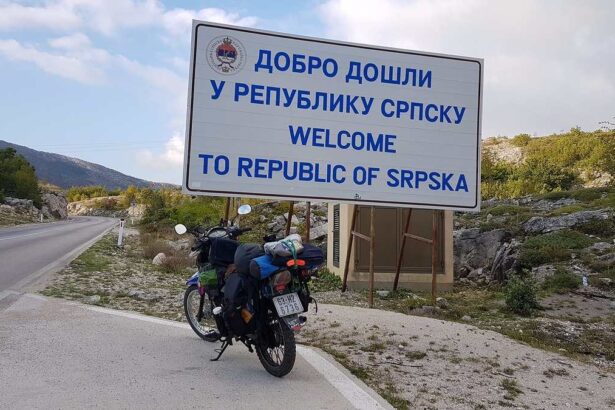 ДОБРО ДОШЛИ
У РЕПУБЛИКУ СРПСКУ
WELCOME
TO REPUBLIC OF SRPSKA